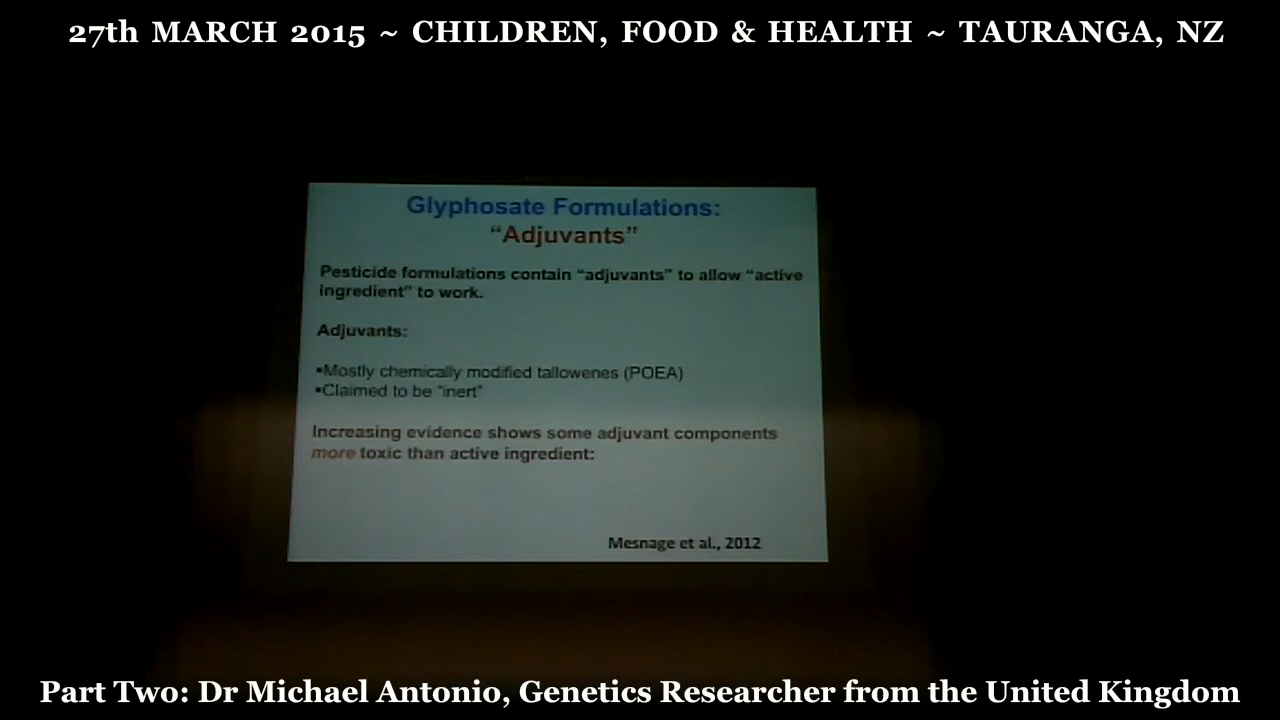 27th MARCH 2015 ~ CHILDREN, FOOD & HEALTH ~ TAURANGA, NZ
Glyphosate Formulations:
“Adjuvants”
Pesticide formulations contain “adjuvants” to allow “active
ingredient” to work.
Adjuvants:
▪Mostly chemically modified tallowenes (POEA)
▪Claimed to be “inert”
Increasing evidence shows some adjuvant components
more toxic than active ingredient:
Mesnage et al., 2012
Part Two: Dr Michael Antonio, Genetics Researcher from the United Kingdom